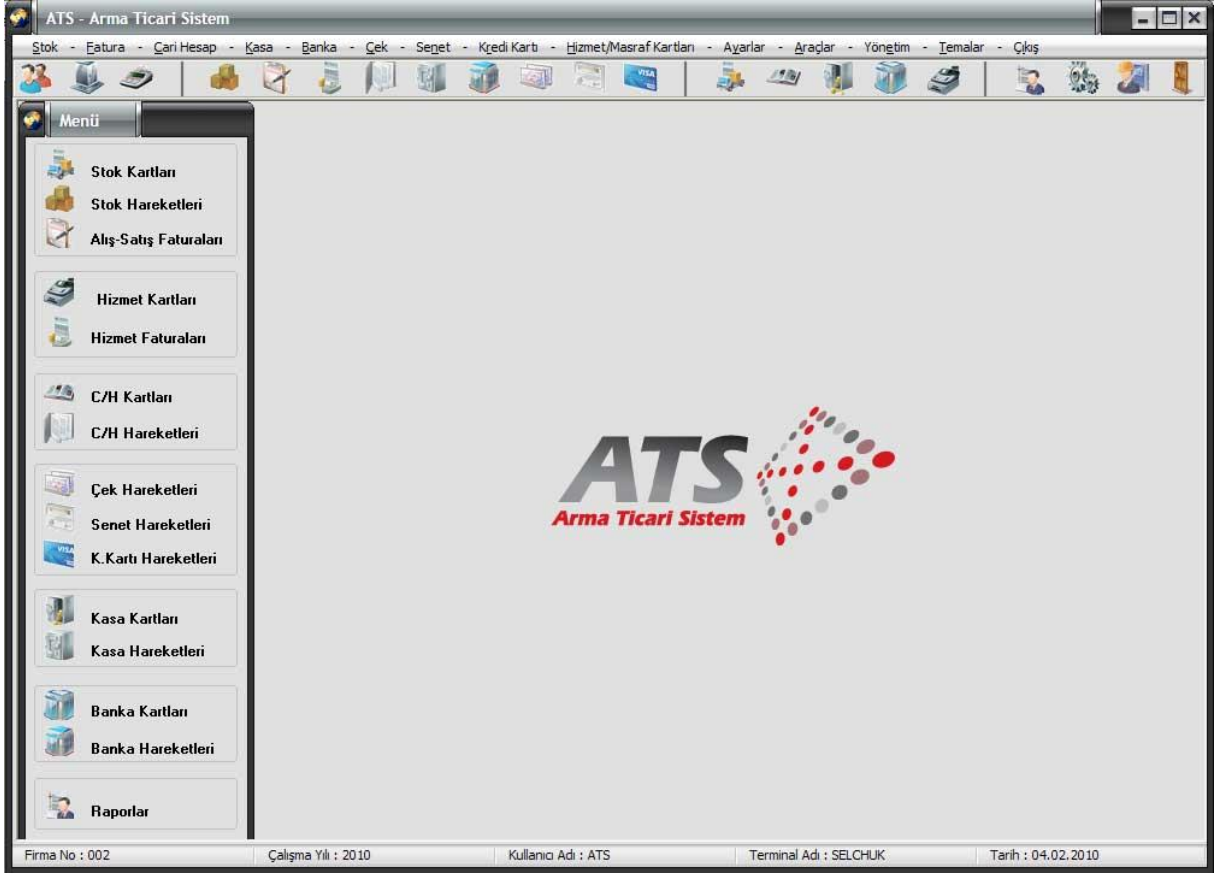 ATS - Arma Ticari Sistem
Stok - Fatura - Cari Hesap - Kasa - Banka - Çek - Senet - Kredi Kartı - Hizmet/Masraf Kartları - Ayarlar - Araçlar - Yönetim - Temalar - Çıkış
VISA
Menü
Stok Kartları
Stok Hareketleri
Alış-Satış Faturaları
Hizmet Kartları
Hizmet Faturaları
C/H Kartları
C/H Hareketleri
Çek Hareketleri
Senet Hareketleri
VISA
K.Kartı Hareketleri
Kasa Kartları
Kasa Hareketleri
Banka Kartları
Banka Hareketleri
Raporlar
ATS
Arma Ticari Sistem
Firma No : 002 Çalışma Yılı : 2010 Kullanıcı Adı : ATS Terminal Adı : SELCHUK Tarih : 04.02.2010